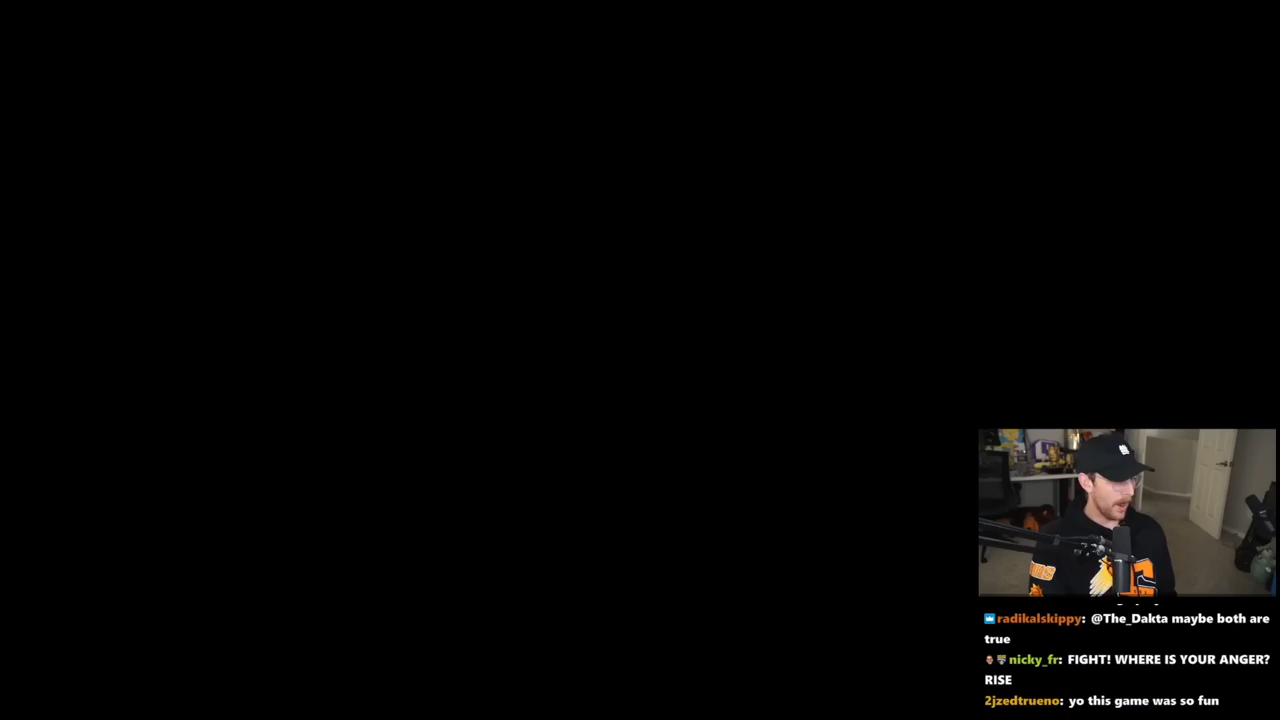 radikalskippy: @The_Dakta maybe both are
true
nicky_fr: FIGHT! WHERE IS YOUR ANGER?
RISE
2jzedtrueno: yo this game was so fun